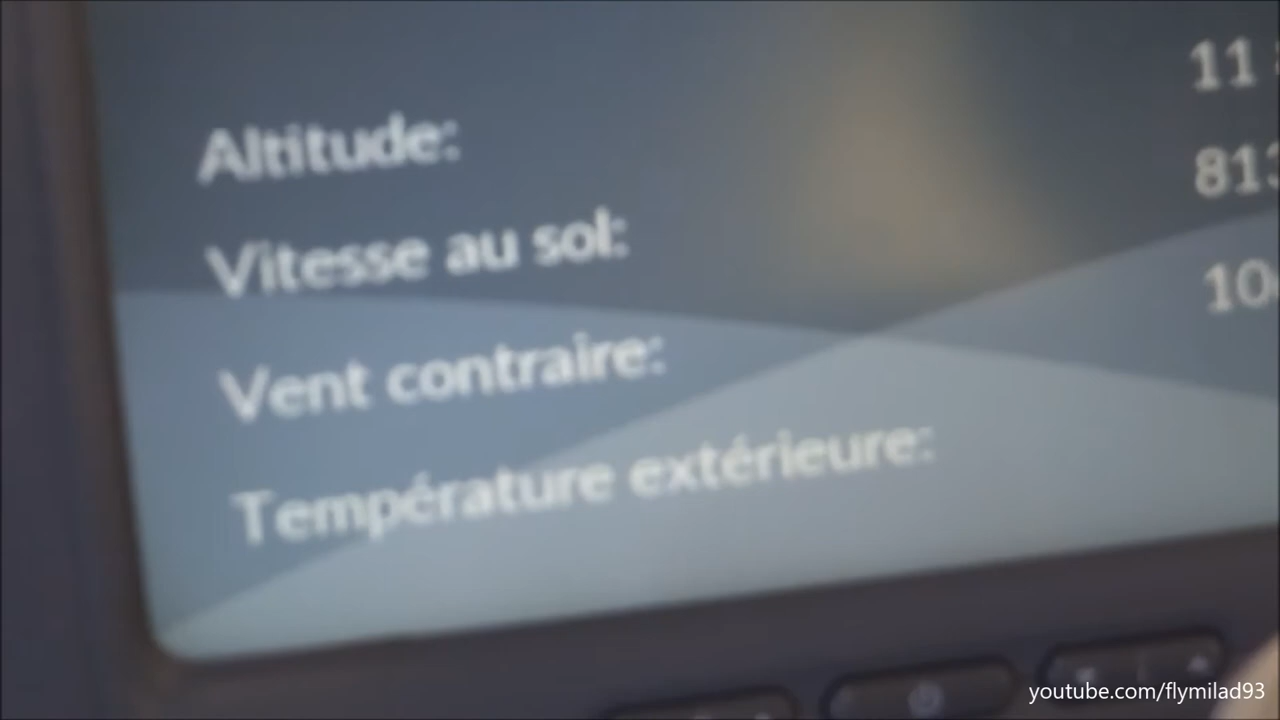 Altitude: 11
Vitesse au sol: 813
Vent contraire: 10
Température extérieure:
youtube.com/flymilad93